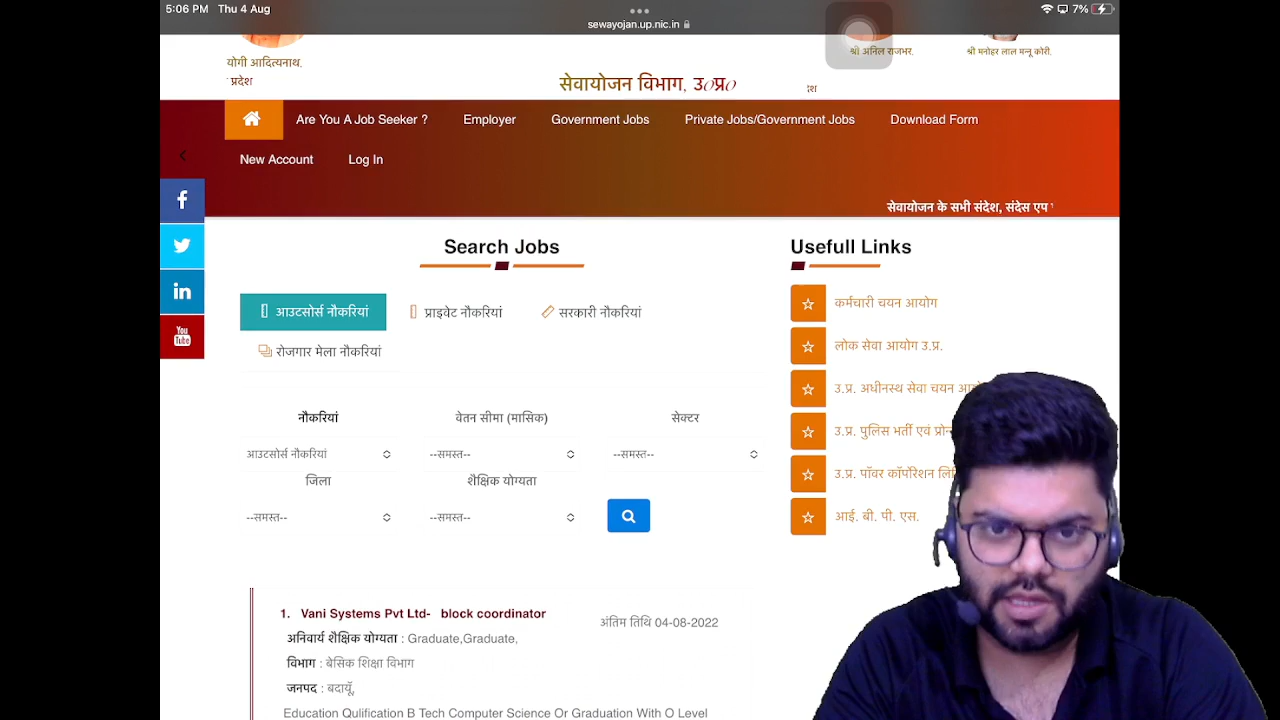 5:06 PM Thu 4 Aug
sewayojan.up.nic.in
7%
योगी आदित्यनाथ,
प्रदेश
सेवायोजन विभाग, उ०प्र०
श्री अनिल राजभर,
श्री मनोहर लाल मन्नू कोरी,
Are You A Job Seeker ?
Employer
Government Jobs
Private Jobs/Government Jobs
Download Form
New Account
Log In
सेवायोजन के सभी संदेश, संदेस एप
Search Jobs
Usefull Links
आउटसोर्स नौकरियां
प्राइवेट नौकरियां
सरकारी नौकरियां
रोजगार मेला नौकरियां
कर्मचारी चयन आयोग
लोक सेवा आयोग उ.प्र.
उ.प्र. अधीनस्थ सेवा चयन
उ.प्र. पुलिस भर्ती एवं
उ.प्र. पॉवर कॉर्पोरेशन
आई. बी. पी. एस.
नौकरियां
वेतन सीमा (मासिक)
सेक्टर
आउटसोर्स नौकरियां
--समस्त--
--समस्त--
जिला
शैक्षिक योग्यता
--समस्त--
--समस्त--
f
in
You Tube
1. Vani Systems Pvt Ltd- block coordinator
अंतिम तिथि 04-08-2022
अनिवार्य शैक्षिक योग्यता : Graduate,Graduate,
विभाग : बेसिक शिक्षा विभाग
जनपद : बदायूँ,
Education Qulification B Tech Computer Science Or Graduation With O Level